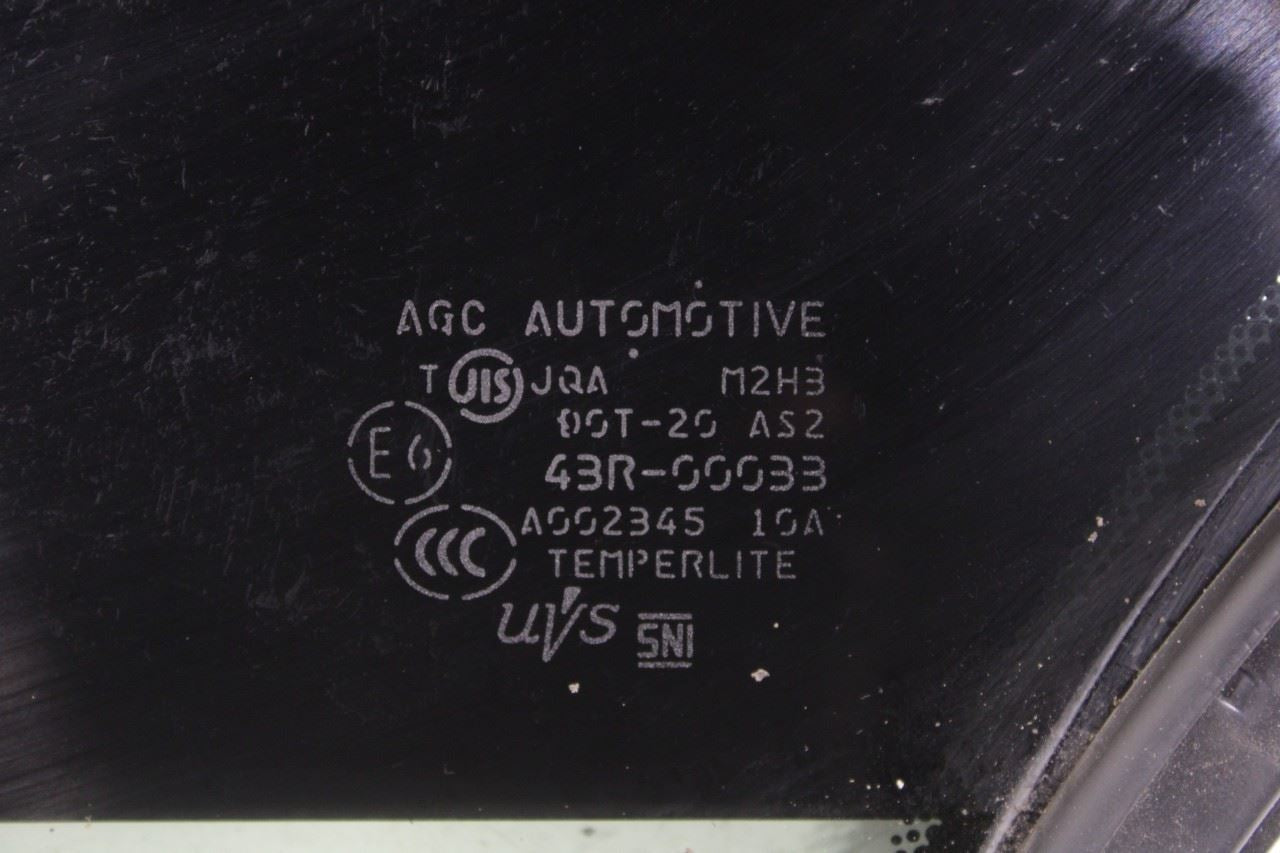 AGC AUTOMOTIVE
T JIS JQA M2H3
DOT-20 AS2
E6 43R-00033
CCC A002345 10A
TEMPERLITE
UVS SNI